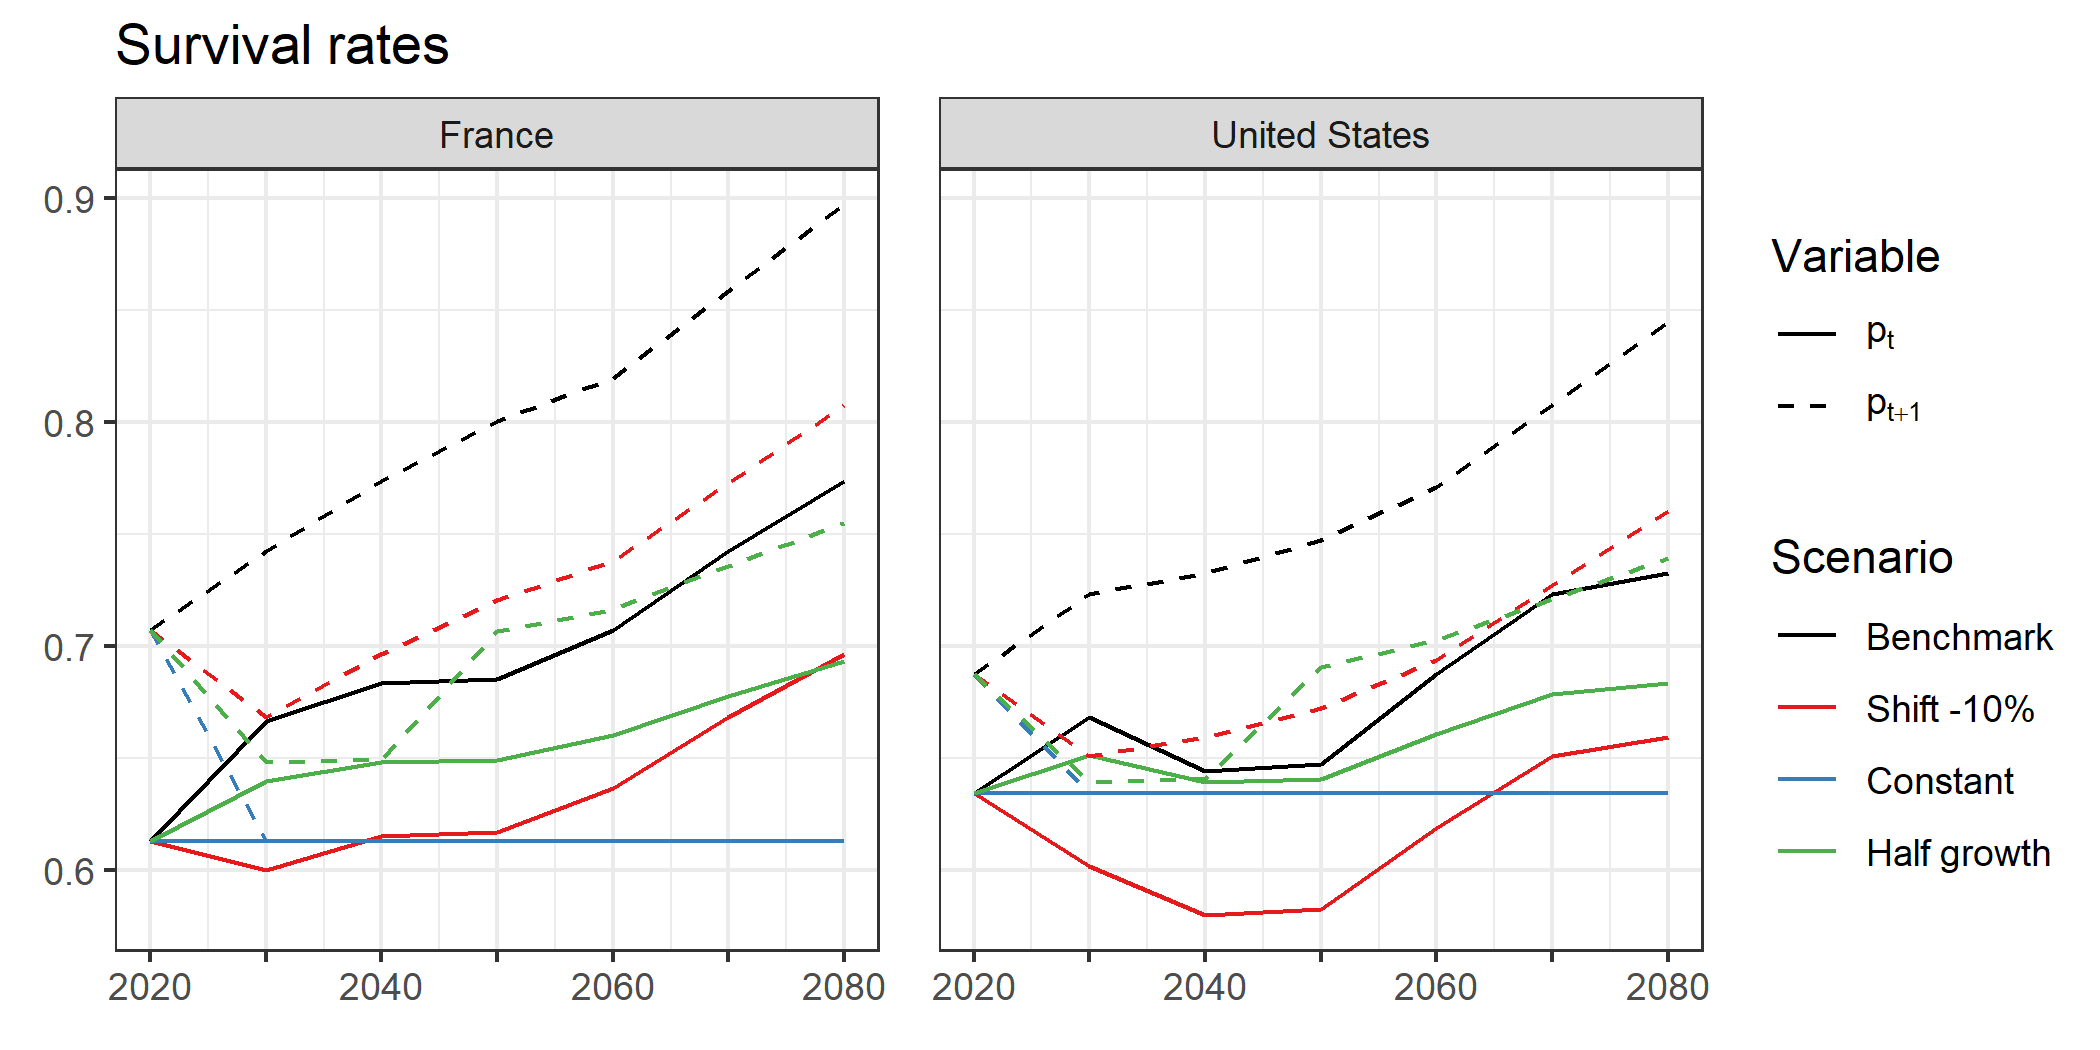 Survival rates
France
United States
0.9
0.8
0.7
0.6
2020
2040
2060
2080
2020
2040
2060
2080
Variable
pt
pt+1
Scenario
Benchmark
Shift -10%
Constant
Half growth